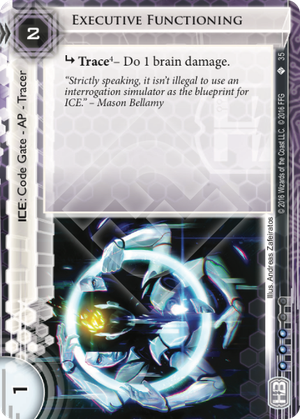 EXECUTIVE FUNCTIONING
2
Trace⁴– Do 1 brain damage.
“Strictly speaking, it isn’t illegal to use an
interrogation simulator as the blueprint for
ICE.” – Mason Bellamy
ICE: Code Gate - AP - Tracer
35
© 2016 Wizards of the Coast LLC. © 2016 FFG
Illus. Andreas Zafeiratos
1
HB